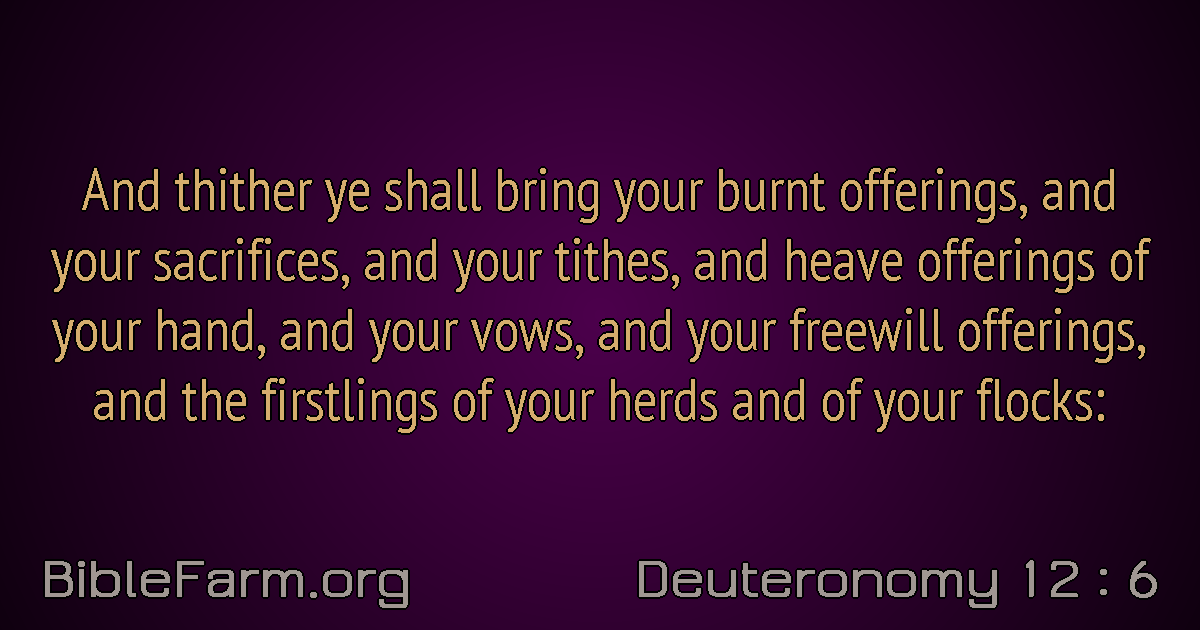 And thither ye shall bring your burnt offerings, and
your sacrifices, and your tithes, and heave offerings of
your hand, and your vows, and your freewill offerings,
and the firstlings of your herds and of your flocks:
BibleFarm.org
Deuteronomy 12 : 6